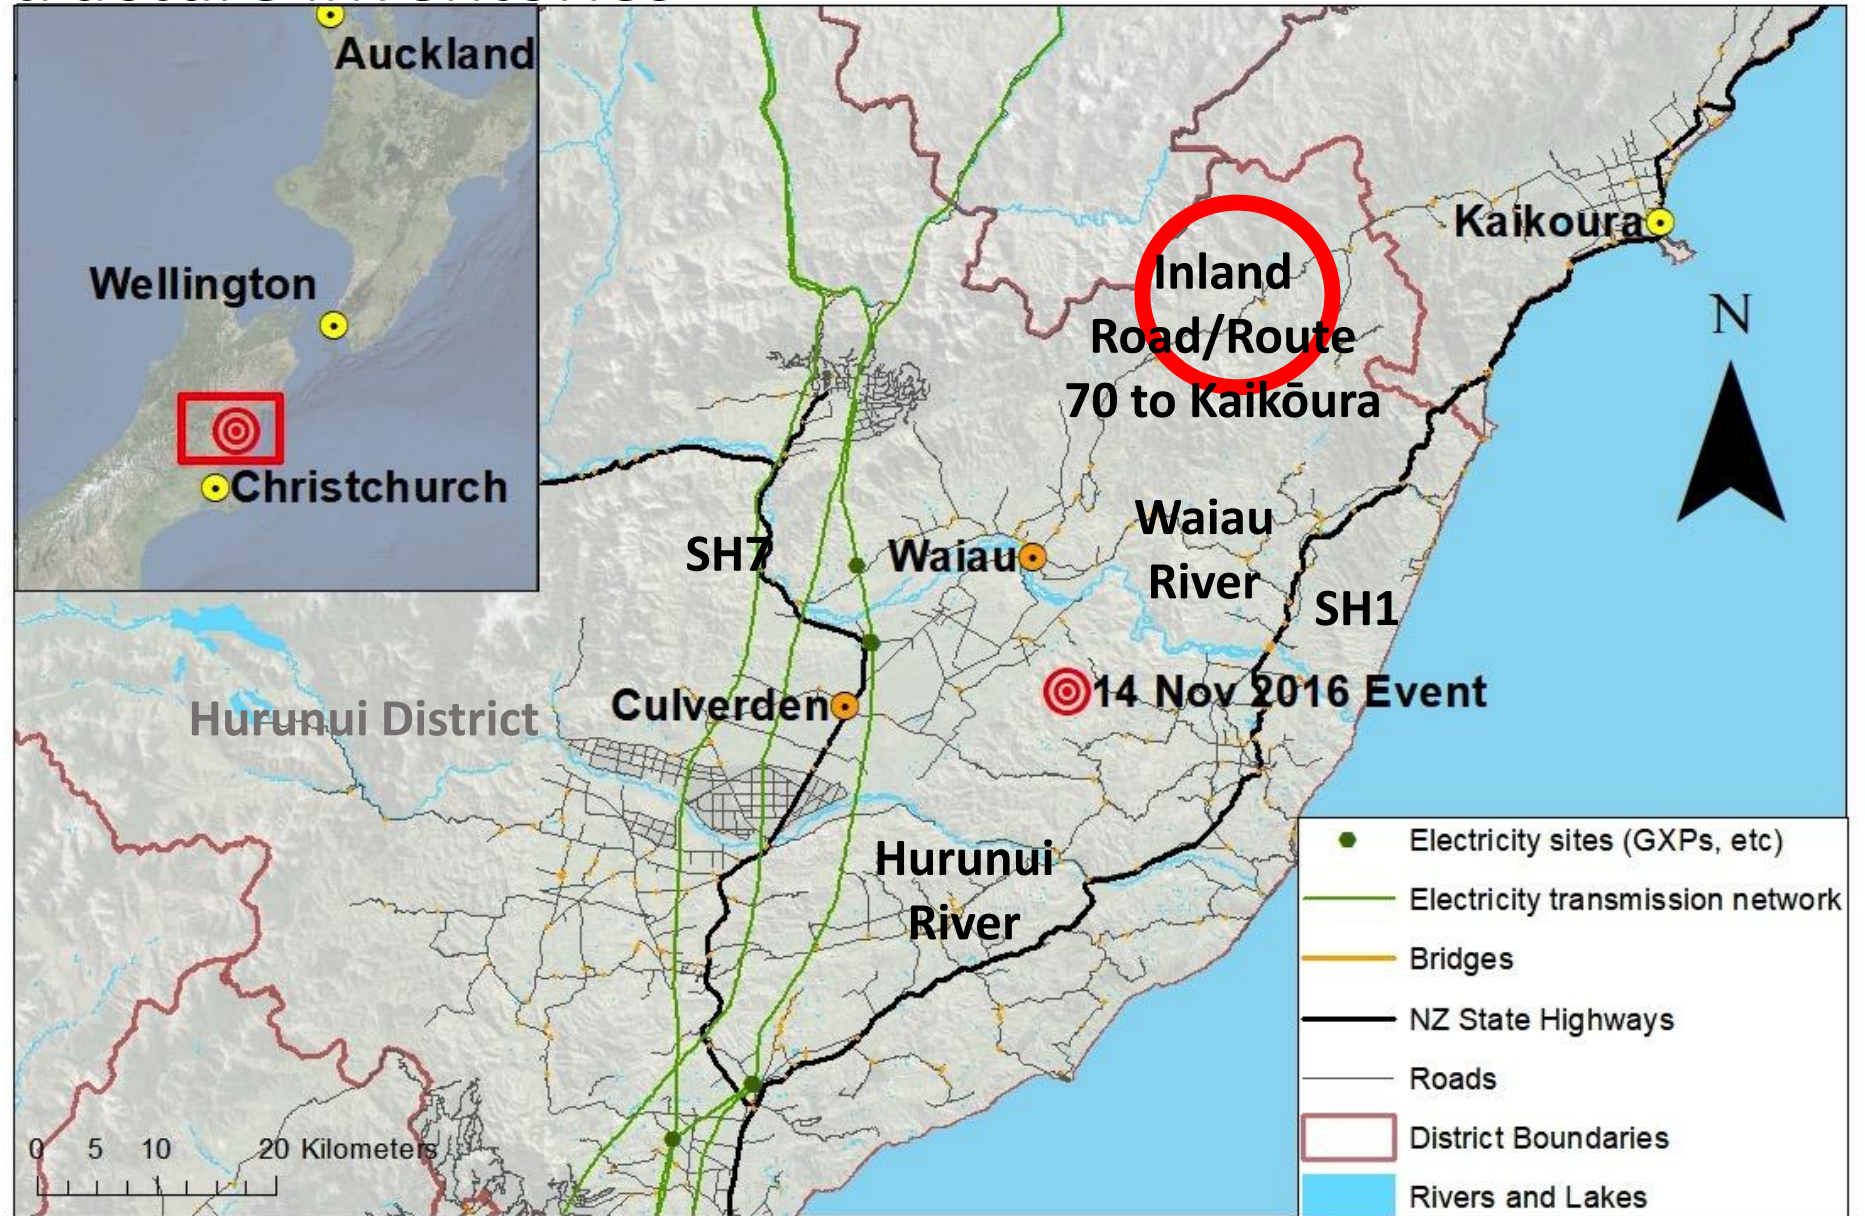 Auckland
Wellington
Christchurch
Kaikoura
Inland
Road/Route
70 to Kaikōura
N
Waiau
River
SH7
Waiau
SH1
14 Nov 2016 Event
Culverden
Hurunui District
Hurunui
River
0 5 10 20 Kilometers
Electricity sites (GXPs, etc)
Electricity transmission network
Bridges
NZ State Highways
Roads
District Boundaries
Rivers and Lakes